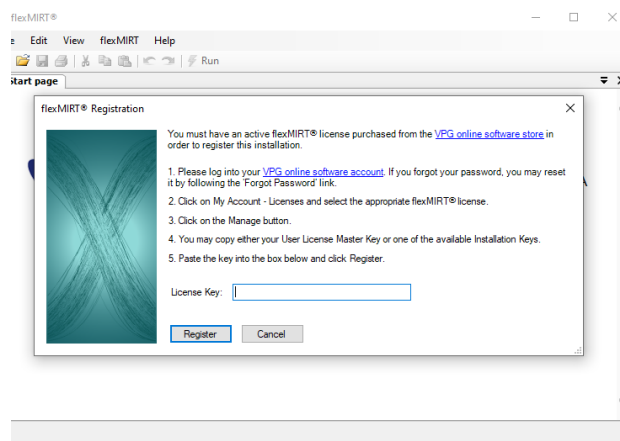 flexMIRT®
e Edit View flexMIRT Help
Run
Start page
flexMIRT® Registration
You must have an active flexMIRT® license purchased from the VPG online software store in
order to register this installation.
1. Please log into your VPG online software account. If you forgot your password, you may reset
it by following the 'Forgot Password' link.
2. Click on My Account - Licenses and select the appropriate flexMIRT® license.
3. Click on the Manage button.
4. You may copy either your User License Master Key or one of the available Installation Keys.
5. Paste the key into the box below and click Register.
License Key:
Register Cancel